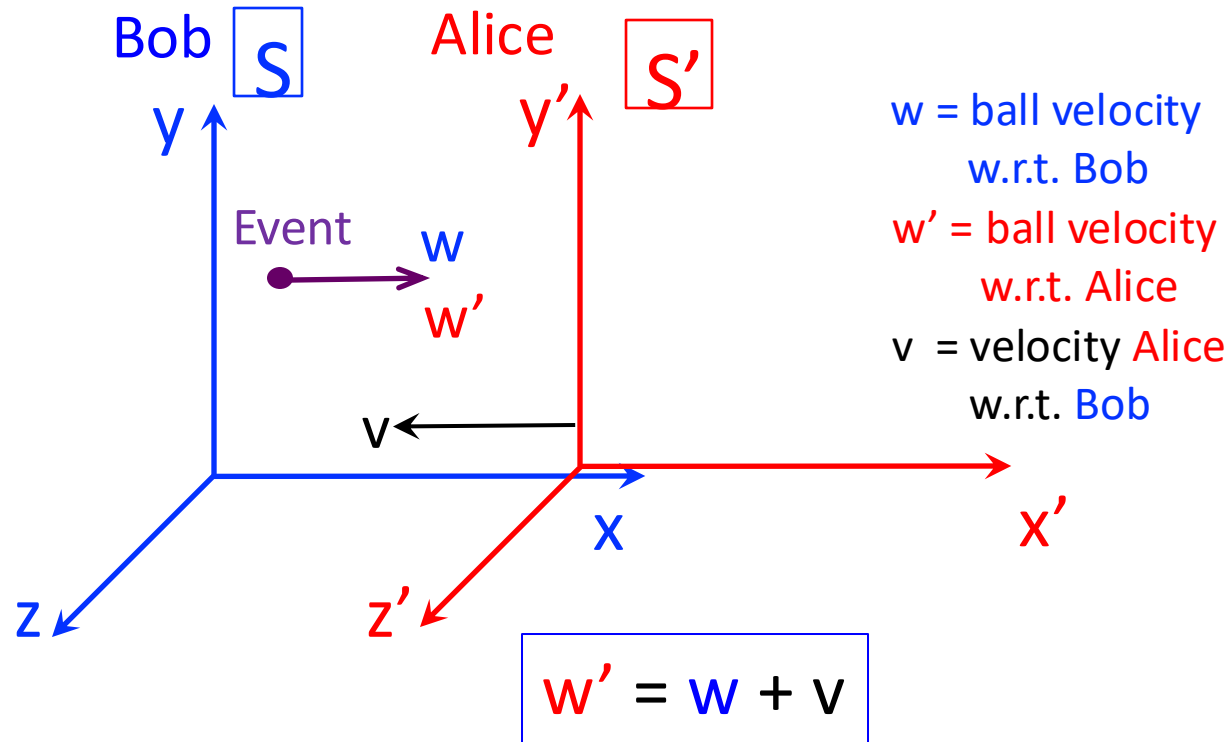 Bob S
Alice S’
y
y’
Event
w
w’
v
x
x’
z
z’
w = ball velocity
w.r.t. Bob
w’ = ball velocity
w.r.t. Alice
v = velocity Alice
w.r.t. Bob
w’ = w + v